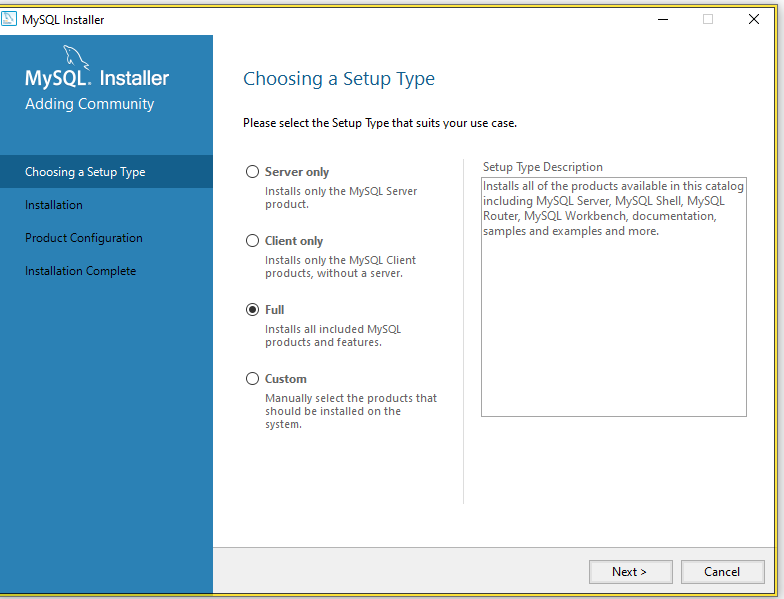 MySQL Installer
MySQL. Installer
Adding Community
Choosing a Setup Type
Installation
Product Configuration
Installation Complete
Choosing a Setup Type
Please select the Setup Type that suits your use case.
Server only
Installs only the MySQL Server
product.
Client only
Installs only the MySQL Client
products, without a server.
Full
Installs all included MySQL
products and features.
Custom
Manually select the products that
should be installed on the
system.
Setup Type Description
Installs all of the products available in this catalog
including MySQL Server, MySQL Shell, MySQL
Router, MySQL Workbench, documentation,
samples and examples and more.
Next >
Cancel